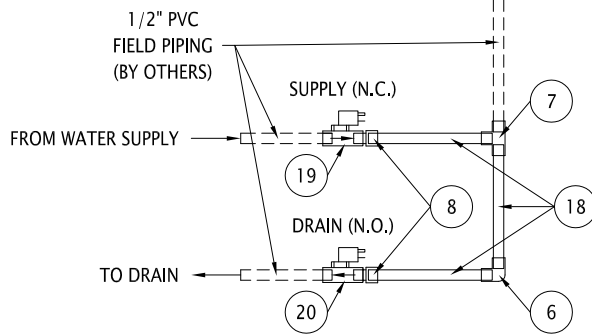 1/2" PVC
FIELD PIPING
(BY OTHERS)
SUPPLY (N.C.)
7
FROM WATER SUPPLY
19
8
18
DRAIN (N.O.)
TO DRAIN
20
6